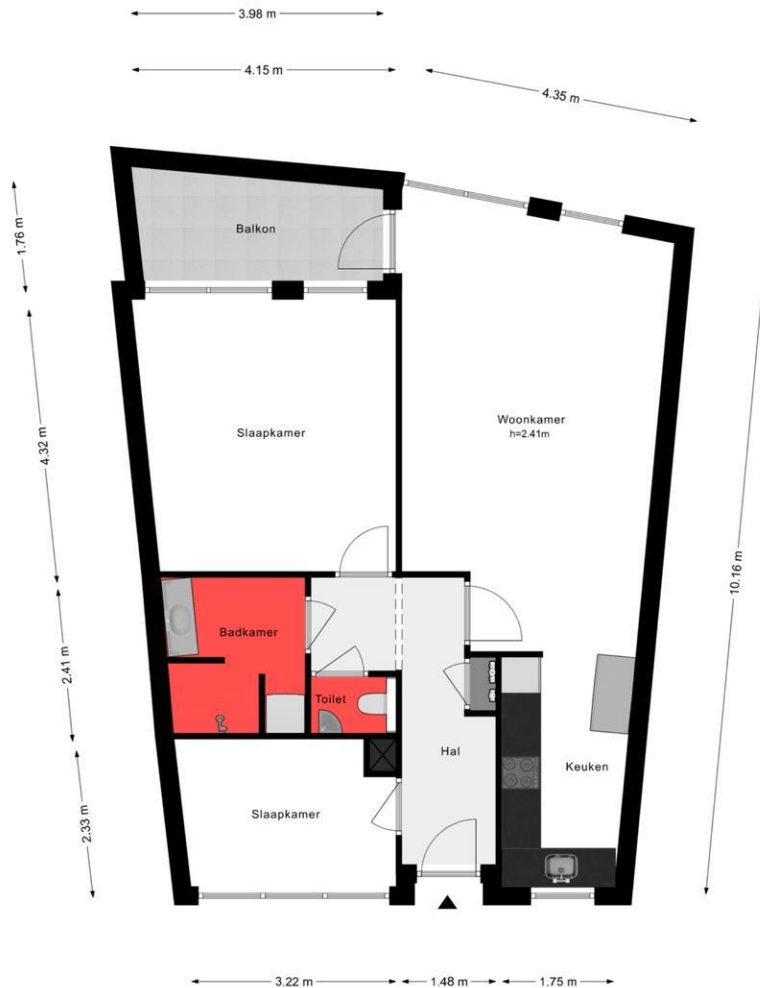 3.98 m
4.15 m
4.35 m
1.76 m
Balkon
4.32 m
Slaapkamer
Woonkamer
h=2.41m
10.16 m
2.41 m
Badkamer
Toilet
Hal
Keuken
2.33 m
Slaapkamer
3.22 m
1.48 m
1.75 m